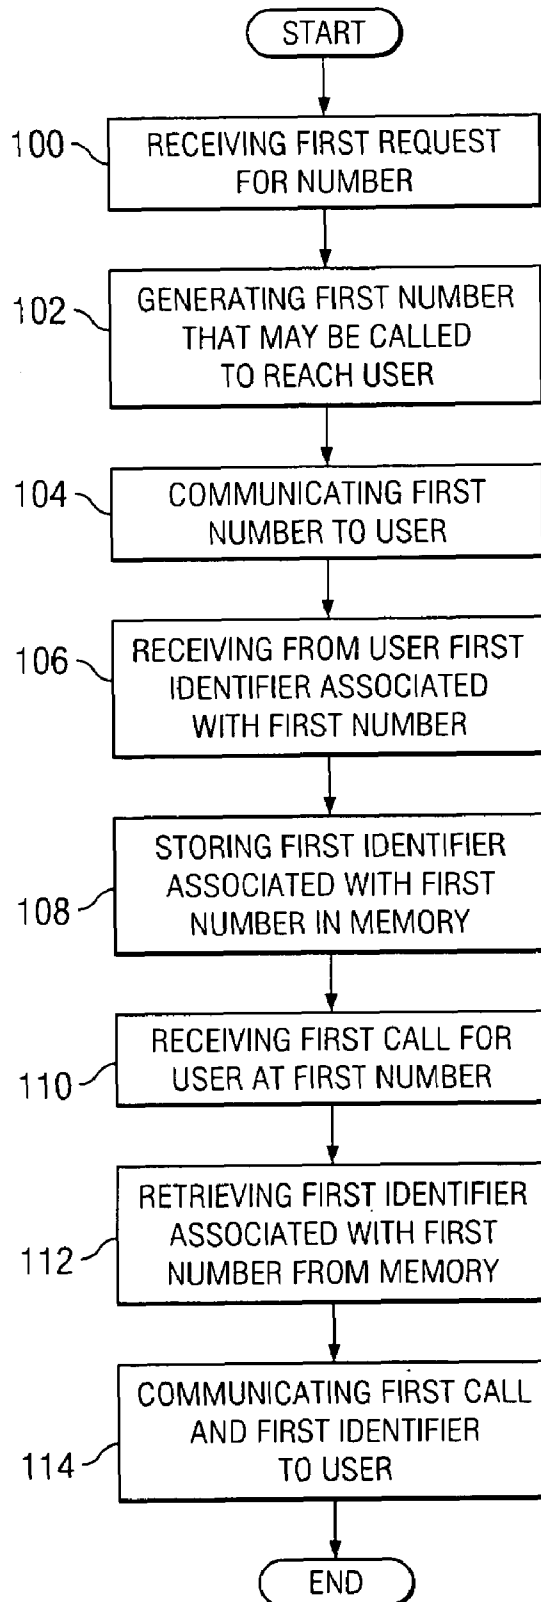 START
100
RECEIVING FIRST REQUEST
FOR NUMBER
102
GENERATING FIRST NUMBER
THAT MAY BE CALLED
TO REACH USER
104
COMMUNICATING FIRST
NUMBER TO USER
106
RECEIVING FROM USER FIRST
IDENTIFIER ASSOCIATED
WITH FIRST NUMBER
108
STORING FIRST IDENTIFIER
ASSOCIATED WITH FIRST
NUMBER IN MEMORY
110
RECEIVING FIRST CALL FOR
USER AT FIRST NUMBER
112
RETRIEVING FIRST IDENTIFIER
ASSOCIATED WITH FIRST
NUMBER FROM MEMORY
114
COMMUNICATING FIRST CALL
AND FIRST IDENTIFIER
TO USER
END